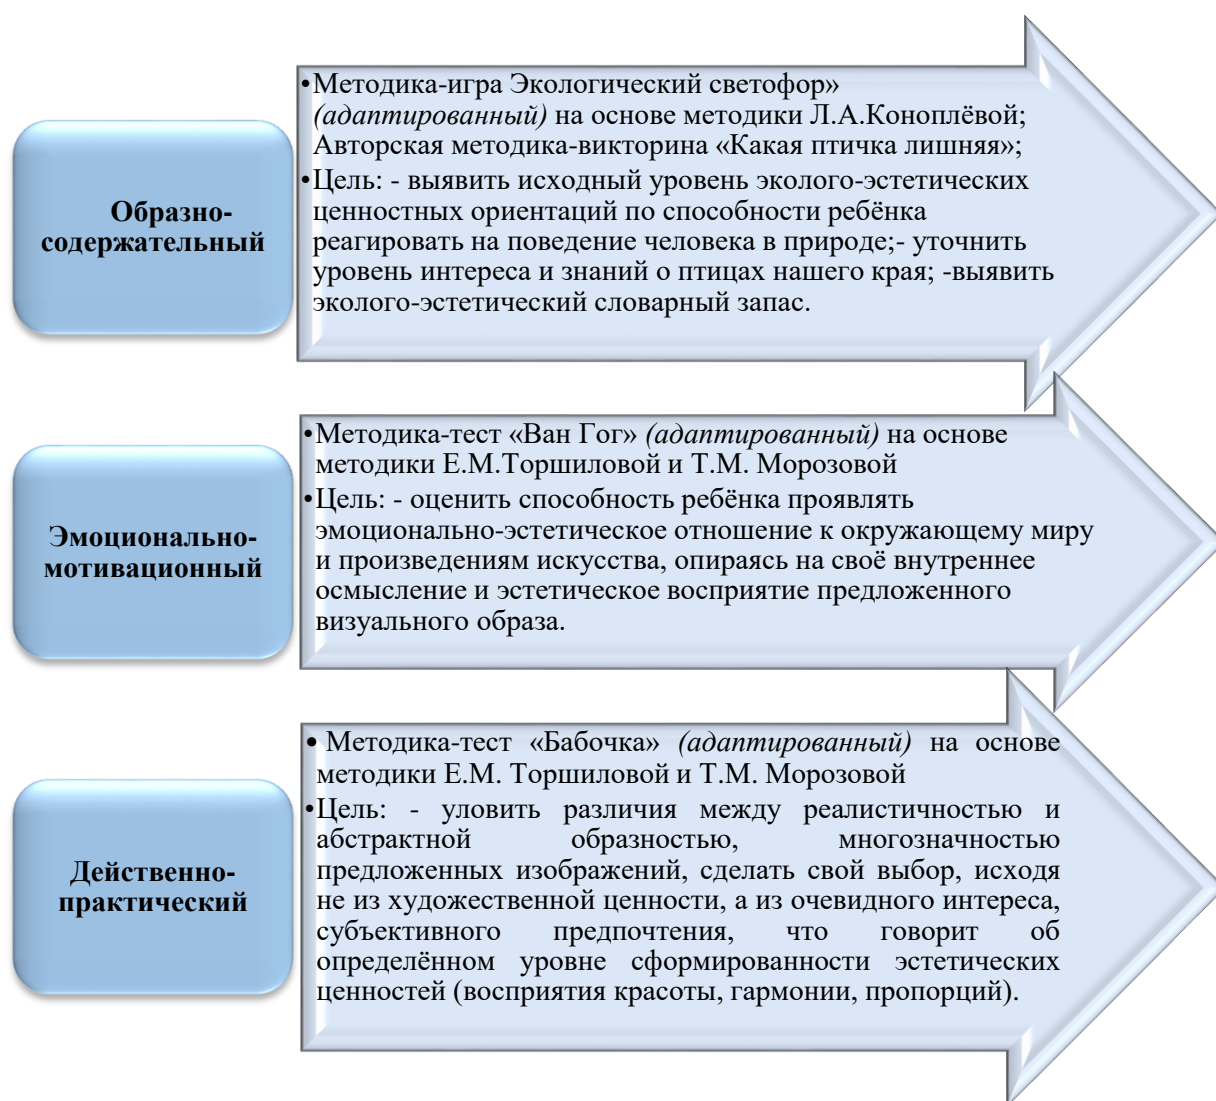 Образно-
содержательный
•Методика-игра Экологический светофор»
(адаптированный) на основе методики Л.А.Коноплёвой;
Авторская методика-викторина «Какая птичка лишняя»;
•Цель: - выявить исходный уровень эколого-эстетических
ценностных ориентаций по способности ребёнка
реагировать на поведение человека в природе;- уточнить
уровень интереса и знаний о птицах нашего края; -выявить
эколого-эстетический словарный запас.
Эмоционально-
мотивационный
•Методика-тест «Ван Гог» (адаптированный) на основе
методики Е.М.Торшиловой и Т.М. Морозовой
•Цель: - оценить способность ребёнка проявлять
эмоционально-эстетическое отношение к окружающему миру
и произведениям искусства, опираясь на своё внутреннее
осмысление и эстетическое восприятие предложенного
визуального образа.
Действенно-
практический
• Методика-тест «Бабочка» (адаптированный) на основе
методики Е.М. Торшиловой и Т.М. Морозовой
•Цель: - уловить различия между реалистичностью и
абстрактной образностью, многозначностью
предложенных изображений, сделать свой выбор, исходя
не из художественной ценности, а из очевидного интереса,
субъективного предпочтения, что говорит об
определённом уровне сформированности эстетических
ценностей (восприятия красоты, гармонии, пропорций).